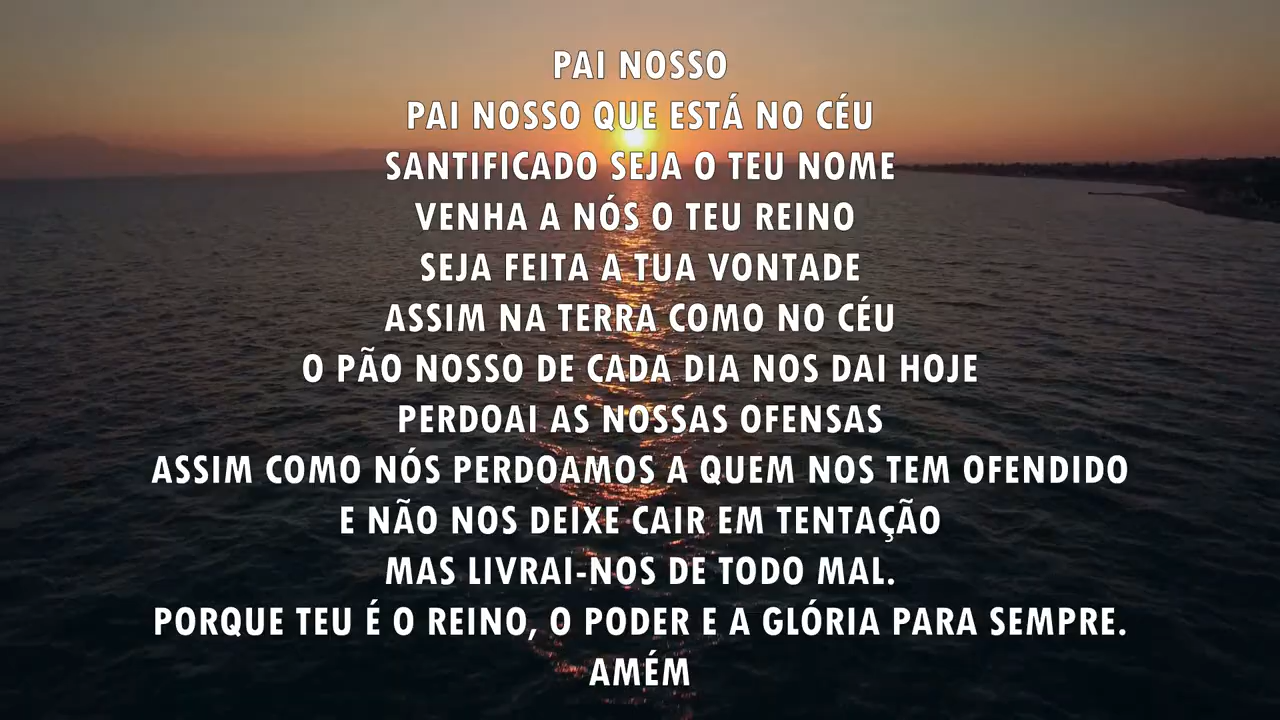 PAI NOSSO
PAI NOSSO QUE ESTÁ NO CÉU
SANTIFICADO SEJA O TEU NOME
VENHA A NÓS O TEU REINO
SEJA FEITA A TUA VONTADE
ASSIM NA TERRA COMO NO CÉU
O PÃO NOSSO DE CADA DIA NOS DAI HOJE
PERDOAI AS NOSSAS OFENSAS
ASSIM COMO NÓS PERDOAMOS A QUEM NOS TEM OFENDIDO
E NÃO NOS DEIXE CAIR EM TENTAÇÃO
MAS LIVRAI-NOS DE TODO MAL.
PORQUE TEU É O REINO, O PODER E A GLÓRIA PARA SEMPRE.
AMÉM